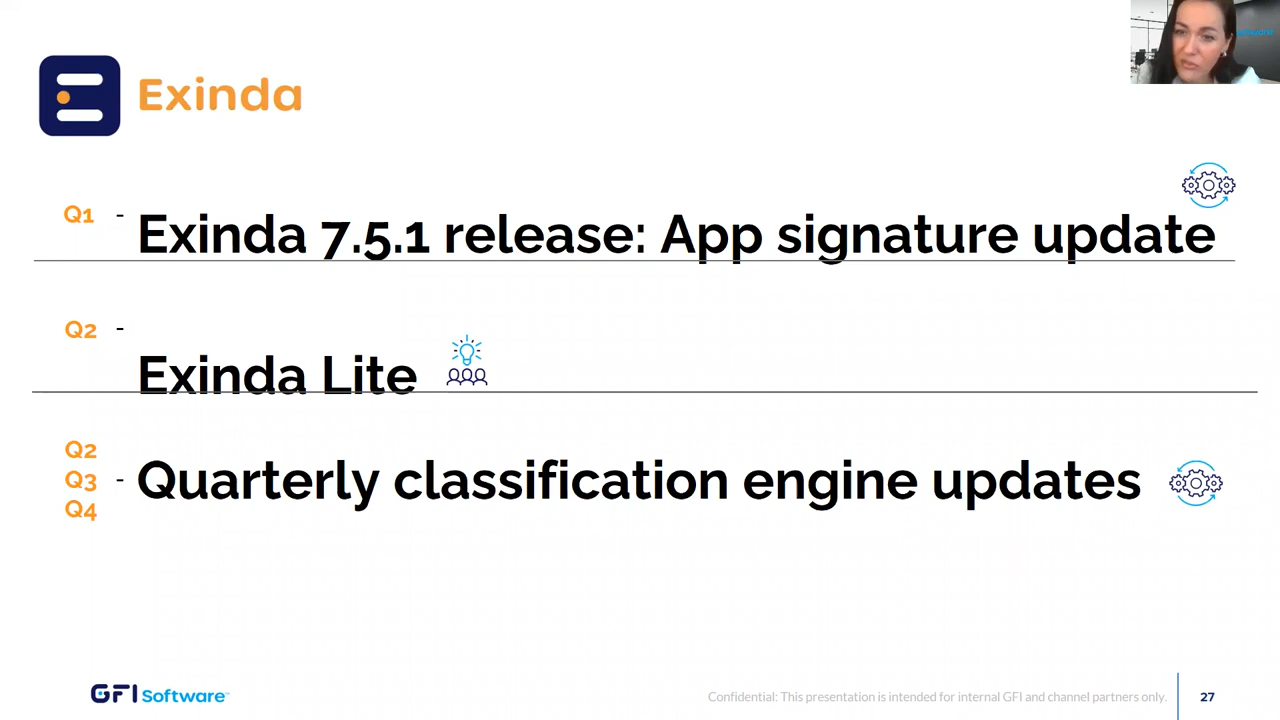 Exinda
Q1 - Exinda 7.5.1 release: App signature update
Q2 -
Exinda Lite
Q2
Q3 - Quarterly classification engine updates
Q4
GFI Software™
Confidential: This presentation is intended for internal GFI and channel partners only.
27